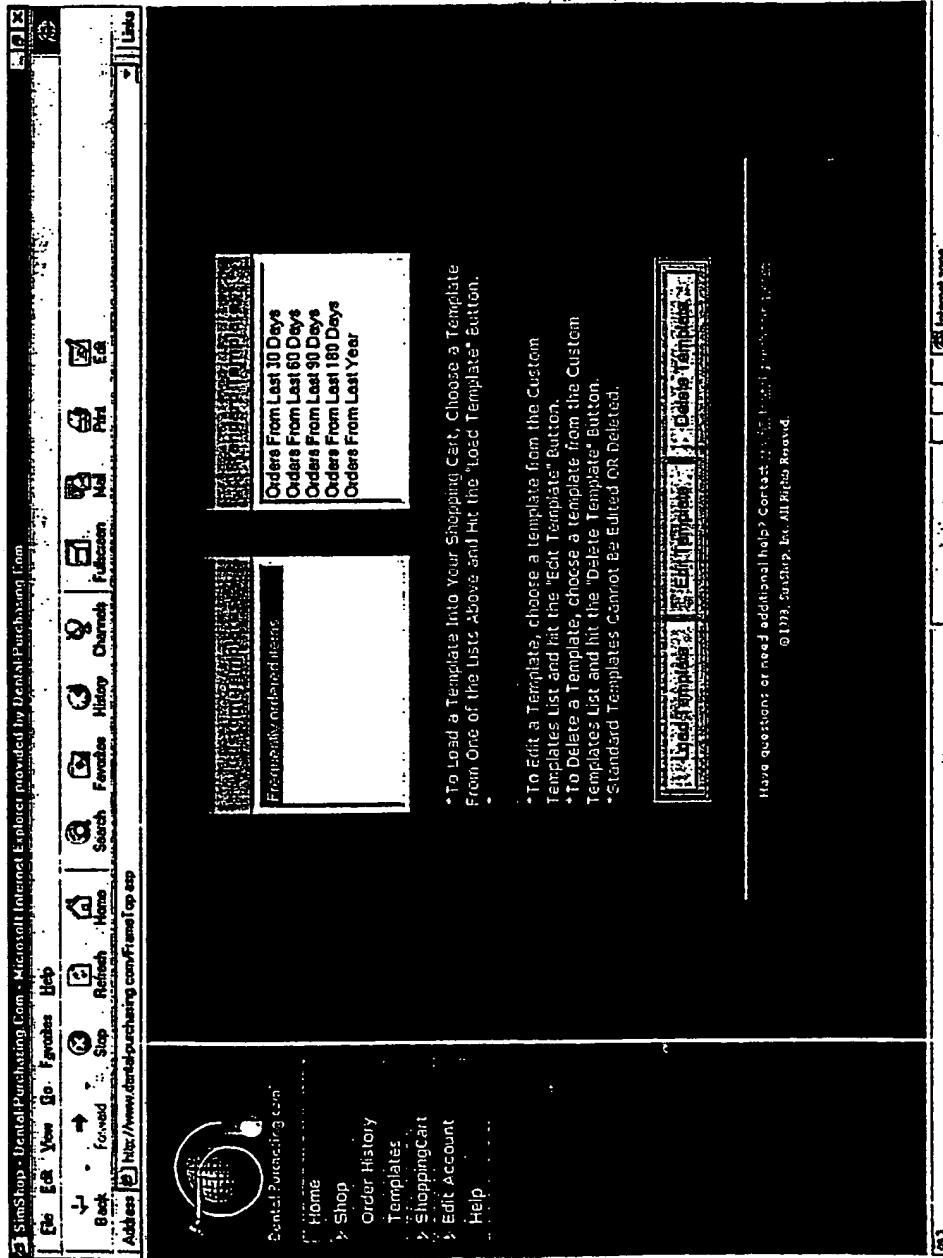 SimShop - Dental-Purchasing.Com - Microsoft Internet Explorer provided by Dental-Purchasing.Com
File Edit View Go Favorites Help
Back Forward Stop Refresh Home Search Favorites History Channels Fullscreen Mail Print Edit
Address http://www.dental-purchasing.com/FrameTop.asp Links
Dental-Purchasing.com
Home
Shop
Order History
Templates
ShoppingCart
Edit Account
Help
Frequently ordered items
Orders From Last 30 Days
Orders From Last 60 Days
Orders From Last 90 Days
Orders From Last 180 Days
Orders From Last Year
* To Load a Template Into Your Shopping Cart, Choose a Template
From One of the Lists Above and Hit the "Load Template" Button.
*
* To Edit a Template, choose a template from the Custom
Templates List and hit the "Edit Template" Button.
* To Delete a Template, choose a template from the Custom
Templates List and hit the "Delete Template" Button.
* Standard Templates Cannot Be Edited OR Deleted.
Load Template Edit Template Delete Template
Have questions or need additional help? Contact
SimShop, Inc. All Rights Reserved.
Internet zone